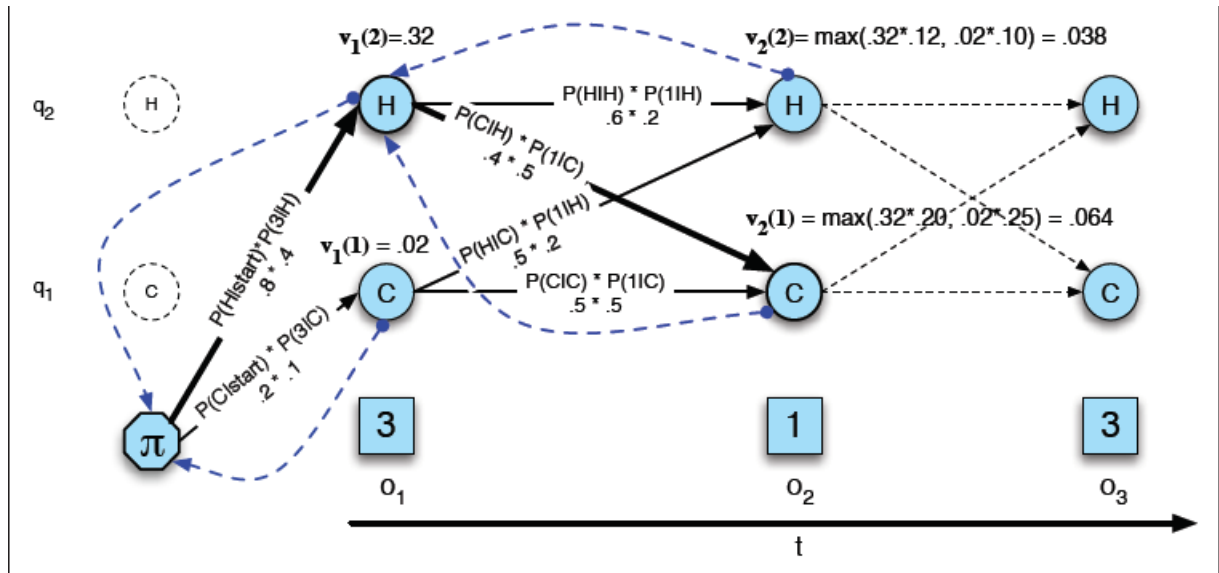 v₁(2)=.32
v₂(2)= max(.32*.12, .02*.10) = .038
q₂
H
H
P(H|H) * P(1|H)
.6 * .2
H
H
P(C|H) * P(1|C)
.4 * .5
P(H|start)*P(3|H)
.8 * .4
v₁(1) = .02
P(H|C) * P(1|H)
.5 * .2
v₂(1) = max(.32*.20, .02*.25) = .064
q₁
C
C
P(C|C) * P(1|C)
.5 * .5
C
C
P(C|start) * P(3|C)
.2 * .1
π
3
1
3
o₁
o₂
o₃
t